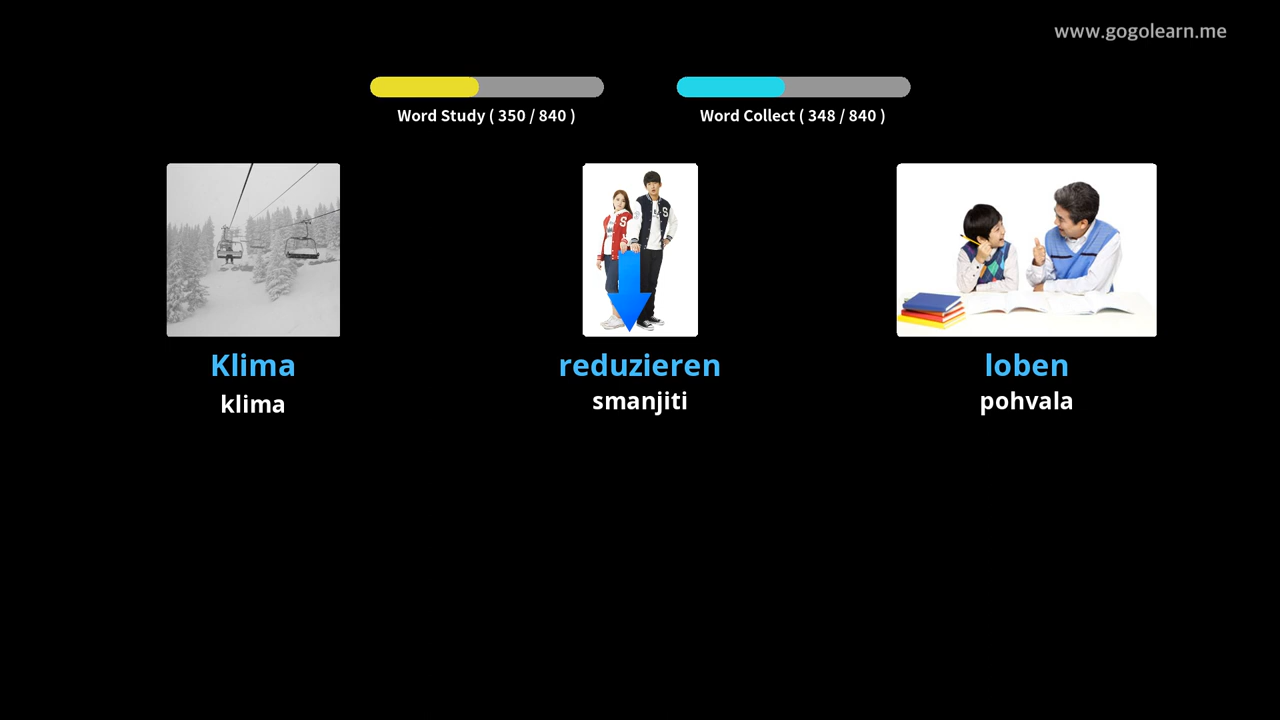 www.gogolearn.me
Word Study ( 350 / 840 )
Word Collect ( 348 / 840 )
Klima
klima
reduzieren
smanjiti
loben
pohvala
S
S